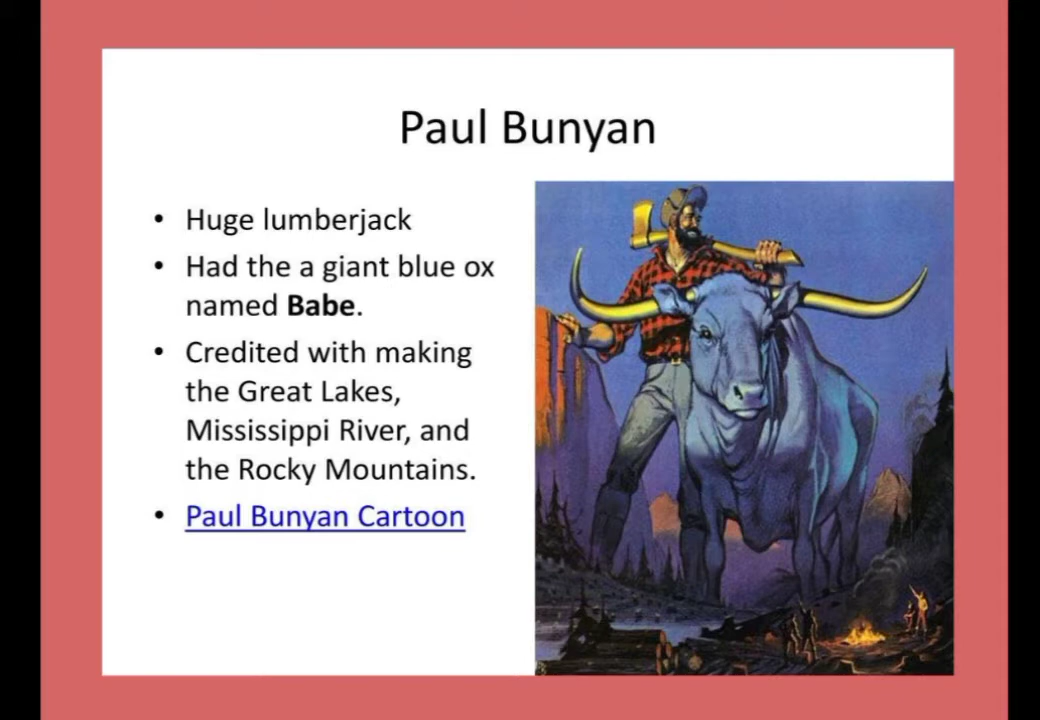 Paul Bunyan
• Huge lumberjack
• Had the a giant blue ox
named Babe.
• Credited with making
the Great Lakes,
Mississippi River, and
the Rocky Mountains.
• Paul Bunyan Cartoon